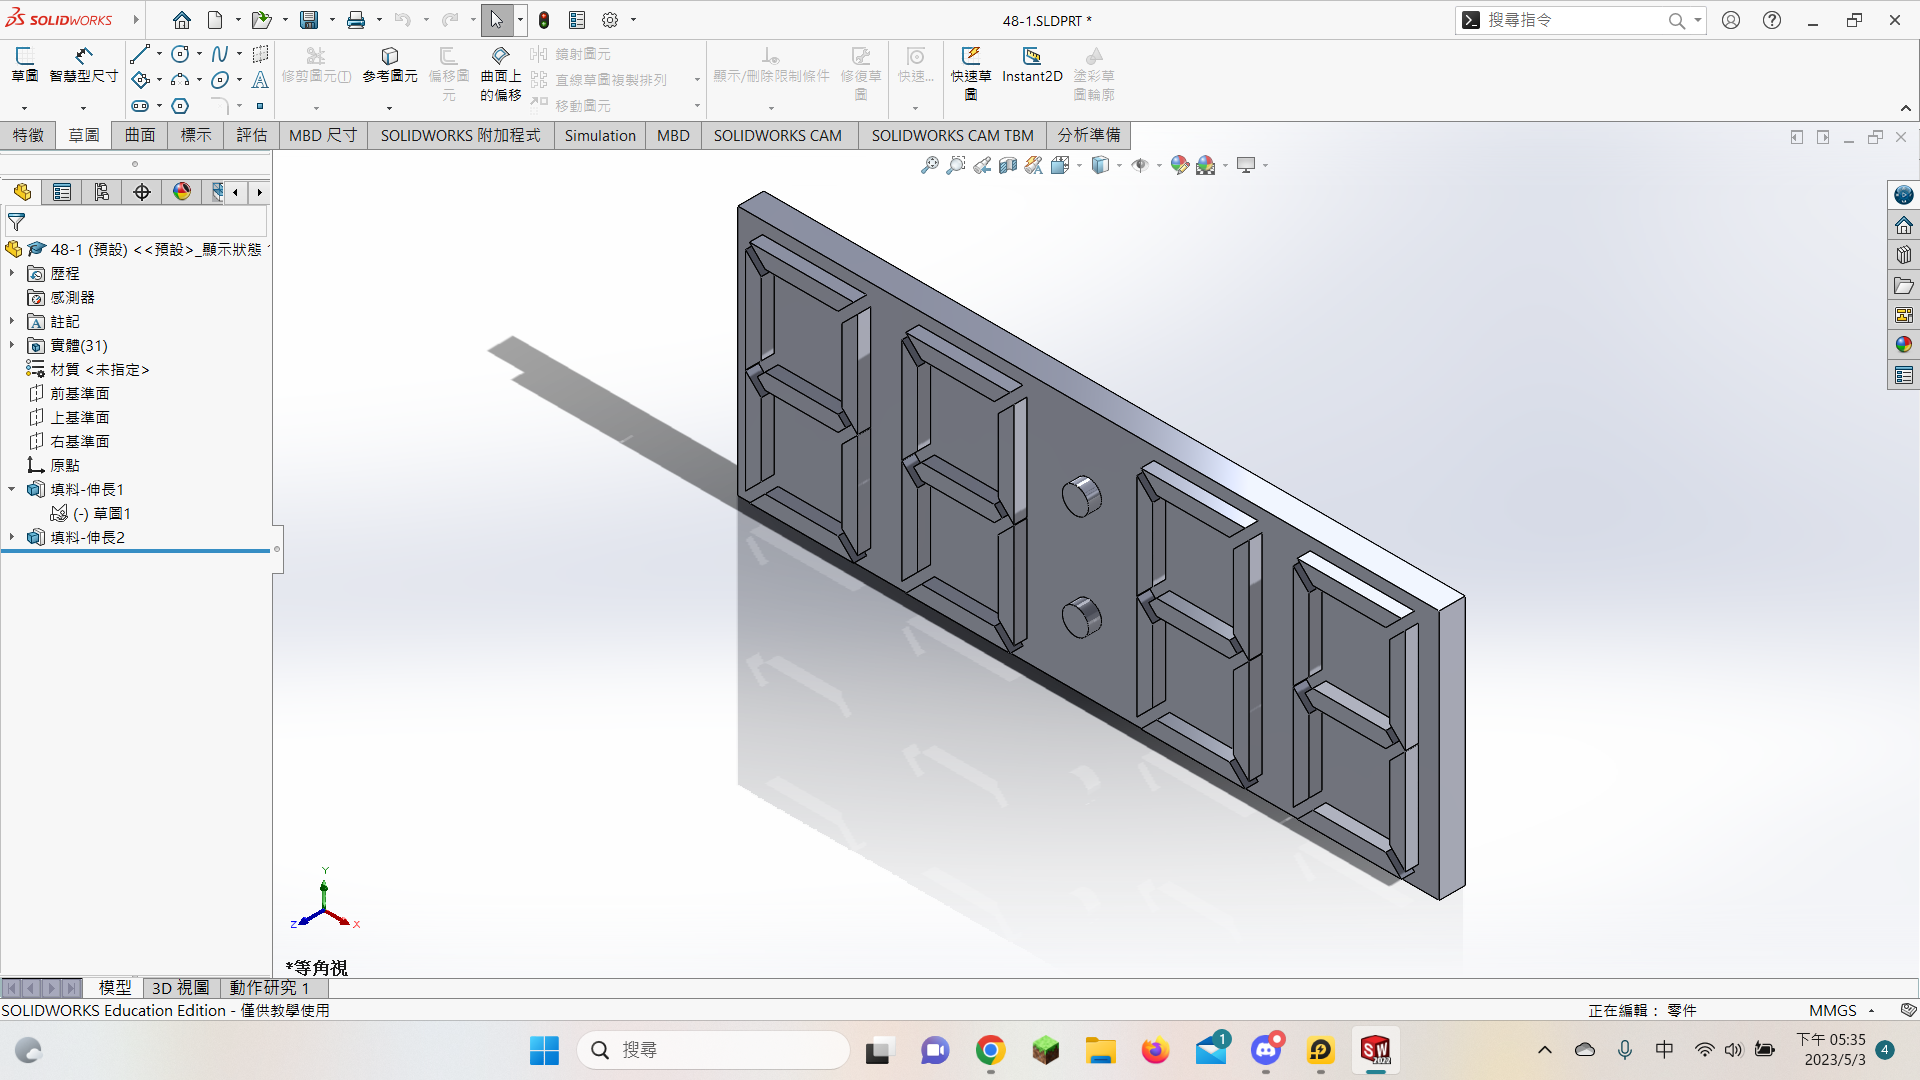 SOLIDWORKS
48-1.SLDPRT *
搜尋指令
草圖
智慧型尺寸
修剪圖元(T)
參考圖元
偏移圖元
曲面上的偏移
鏡射圖元
直線草圖複製排列
移動圖元
顯示/刪除限制條件
修復草圖
快速...
快速草圖
Instant2D
塗彩草圖輪廓
特徵
草圖
曲面
標示
評估
MBD 尺寸
SOLIDWORKS 附加程式
Simulation
MBD
SOLIDWORKS CAM
SOLIDWORKS CAM TBM
分析準備
48-1 (預設) <<預設>_顯示狀態
歷程
感測器
註記
實體(31)
材質 <未指定>
前基準面
上基準面
右基準面
原點
填料-伸長1
(-) 草圖1
填料-伸長2
Y
Z
X
*等角視
模型
3D 視圖
動作研究 1
SOLIDWORKS Education Edition - 僅供教學使用
正在編輯： 零件
MMGS
搜尋
1
SW
2022
中
下午 05:35
2023/5/3
4